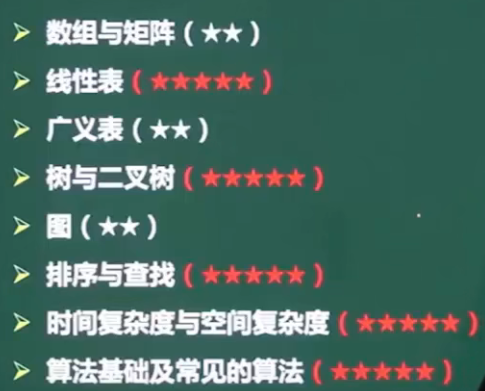 数组与矩阵（★★）
线性表（★★★★★）
广义表（★★）
树与二叉树（★★★★★）
图（★★）
排序与查找（★★★★★）
时间复杂度与空间复杂度（★★★★★）
算法基础及常见的算法（★★★★★）